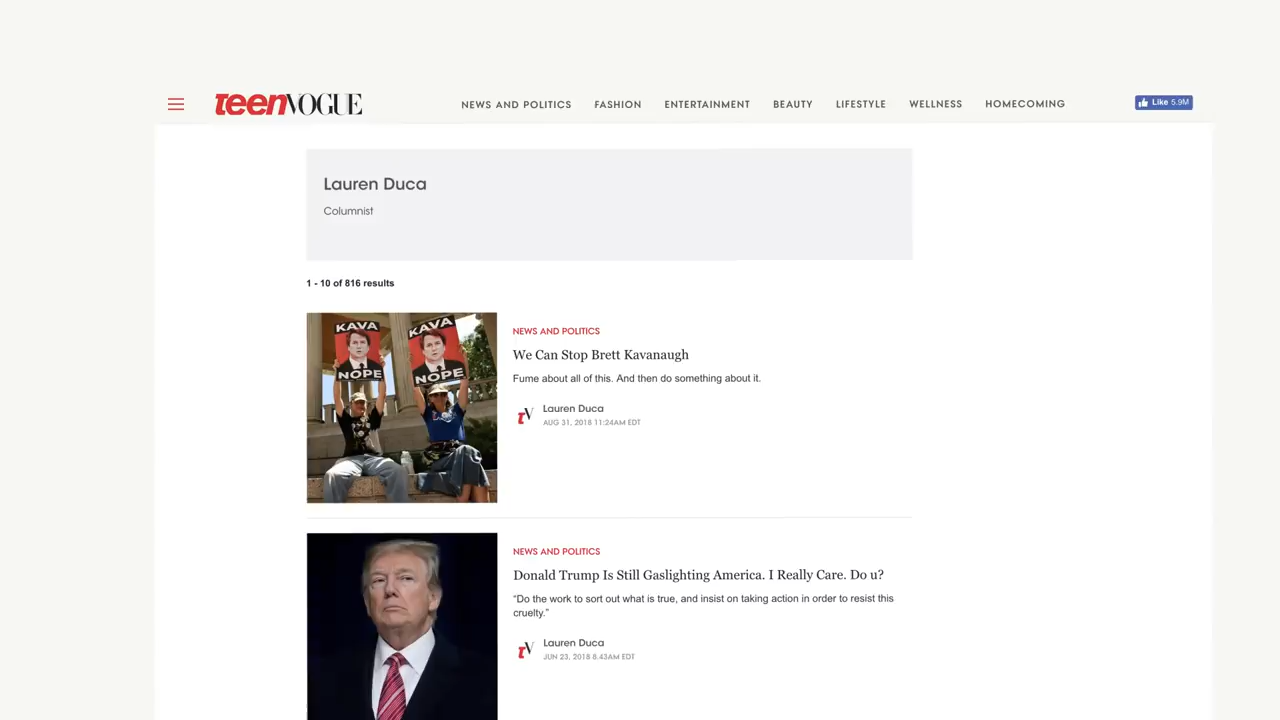 teenVOGUE
NEWS AND POLITICS FASHION ENTERTAINMENT BEAUTY LIFESTYLE WELLNESS HOMECOMING
Like 5.9M
Lauren Duca
Columnist
1 - 10 of 816 results
KAVA
NOPE
KAVA
NOPE
NEWS AND POLITICS
We Can Stop Brett Kavanaugh
Fume about all of this. And then do something about it.
tV
Lauren Duca
AUG 31, 2018 11:24AM EDT
NEWS AND POLITICS
Donald Trump Is Still Gaslighting America. I Really Care. Do u?
“Do the work to sort out what is true, and insist on taking action in order to resist this
cruelty.”
tV
Lauren Duca
JUN 23, 2018 8.43AM EDT